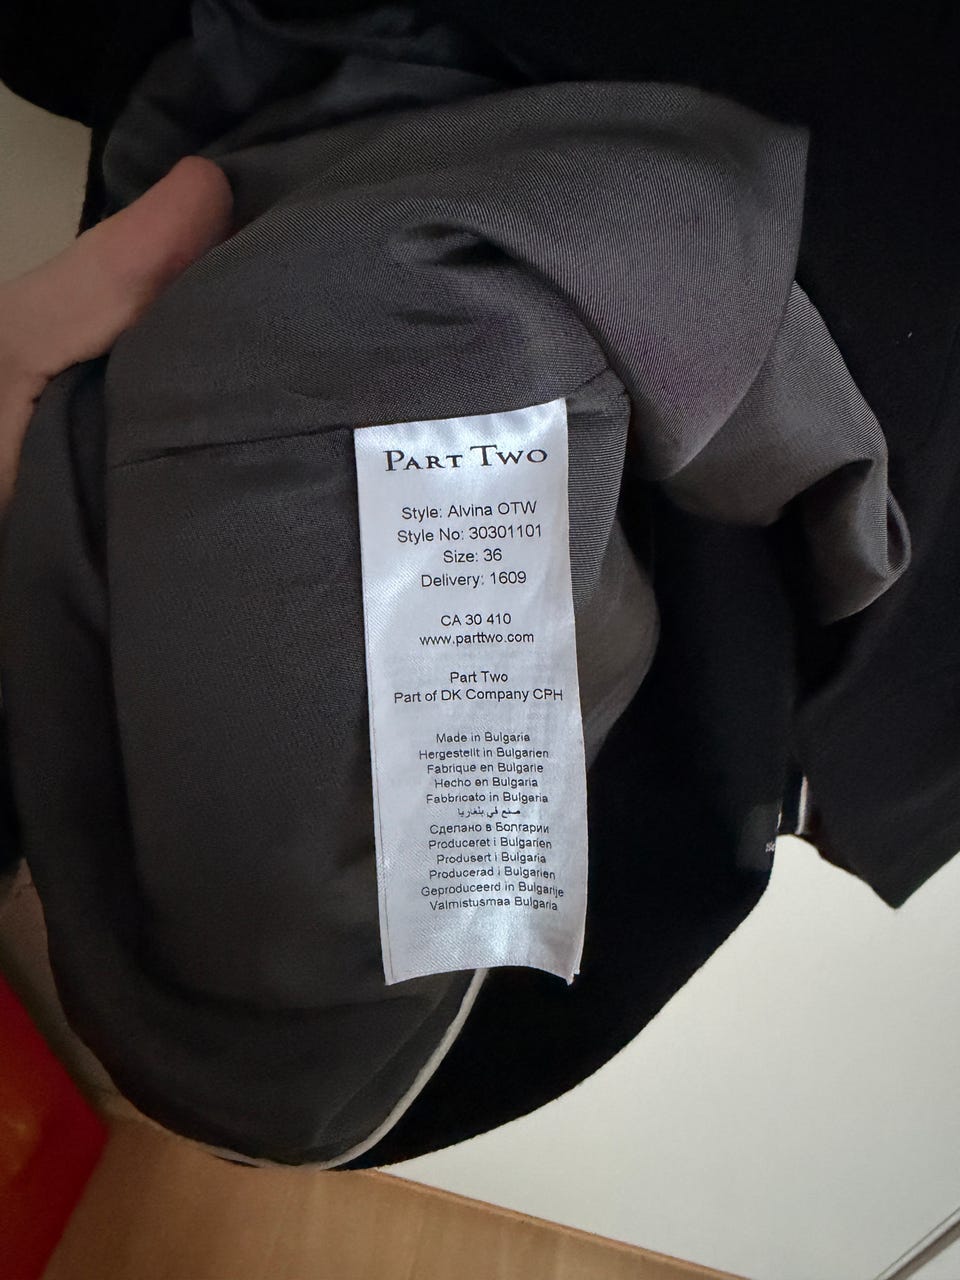 PART TWO
Style: Alvina OTW
Style No: 30301101
Size: 36
Delivery: 1609
CA 30 410
www.parttwo.com
Part Two
Part of DK Company CPH
Made in Bulgaria
Hergestellt in Bulgarien
Fabrique en Bulgarie
Hecho en Bulgaria
Fabbricato in Bulgaria
صنع في بلغاريا
Сделано в Болгарии
Produceret i Bulgarien
Produsert i Bulgaria
Producerad i Bulgarien
Geproduceerd in Bulgarije
Valmistusmaa Bulgaria